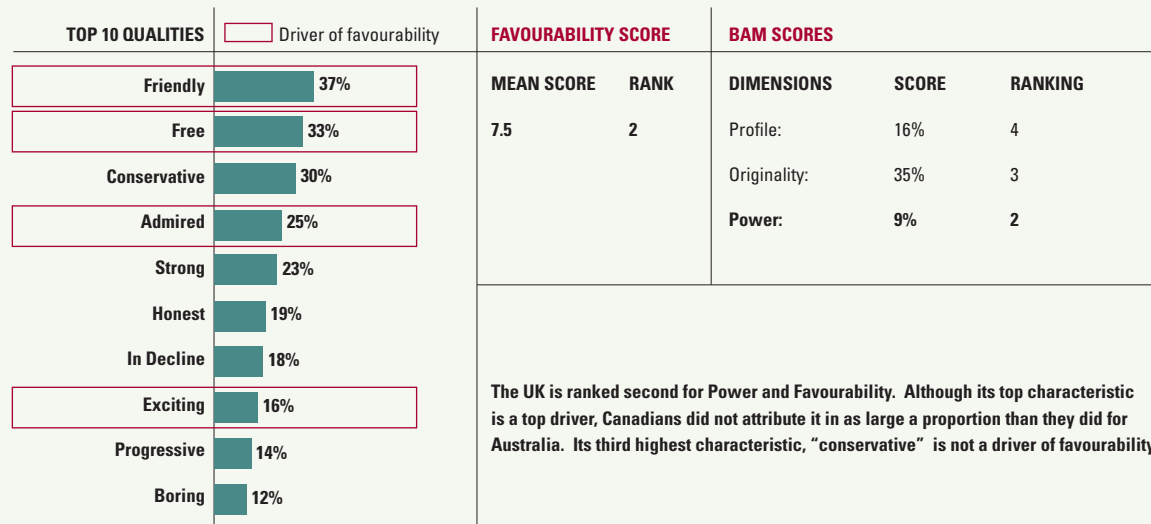 TOP 10 QUALITIES
Driver of favourability
Friendly 37%
Free 33%
Conservative 30%
Admired 25%
Strong 23%
Honest 19%
In Decline 18%
Exciting 16%
Progressive 14%
Boring 12%
FAVOURABILITY SCORE
MEAN SCORE RANK
7.5 2
BAM SCORES
DIMENSIONS SCORE RANKING
Profile: 16% 4
Originality: 35% 3
Power: 9% 2
The UK is ranked second for Power and Favourability. Although its top characteristic
is a top driver, Canadians did not attribute it in as large a proportion than they did for
Australia. Its third highest characteristic, “conservative” is not a driver of favourability